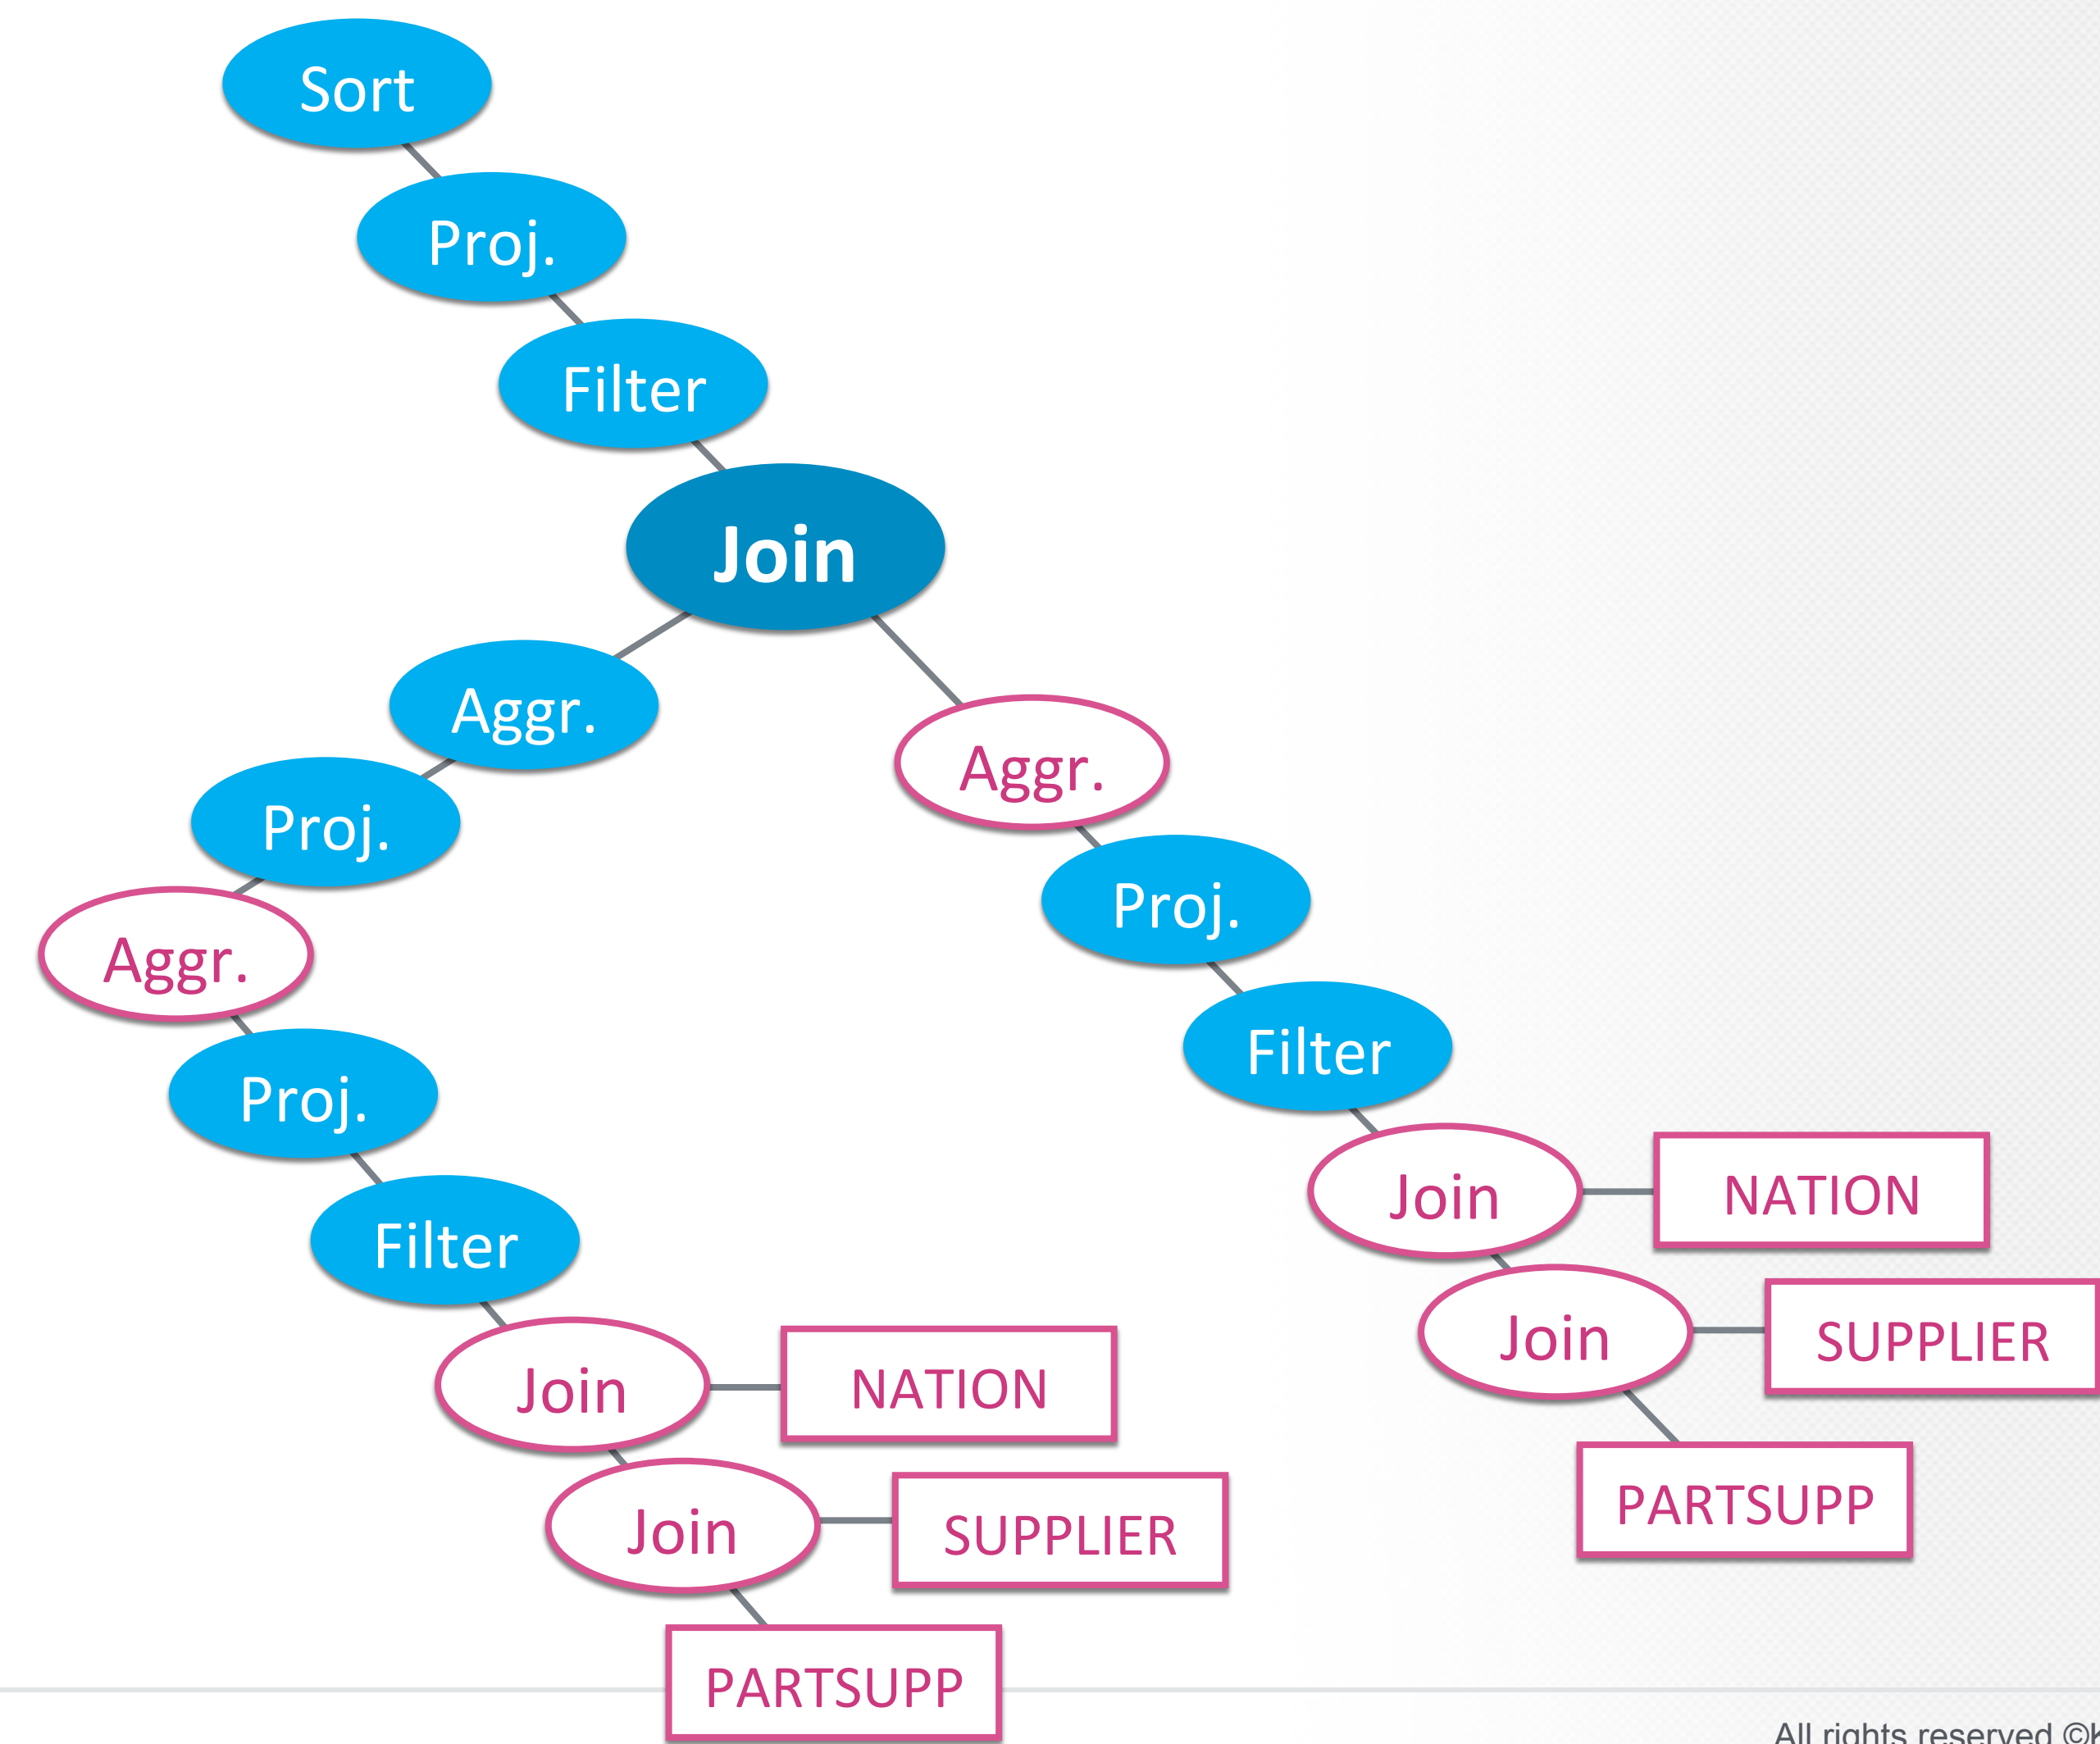 Sort
Proj.
Filter
Join
Aggr.
Aggr.
Proj.
Proj.
Aggr.
Filter
Proj.
Join
NATION
Filter
Join
SUPPLIER
Join
NATION
PARTSUPP
Join
SUPPLIER
PARTSUPP
All rights reserved